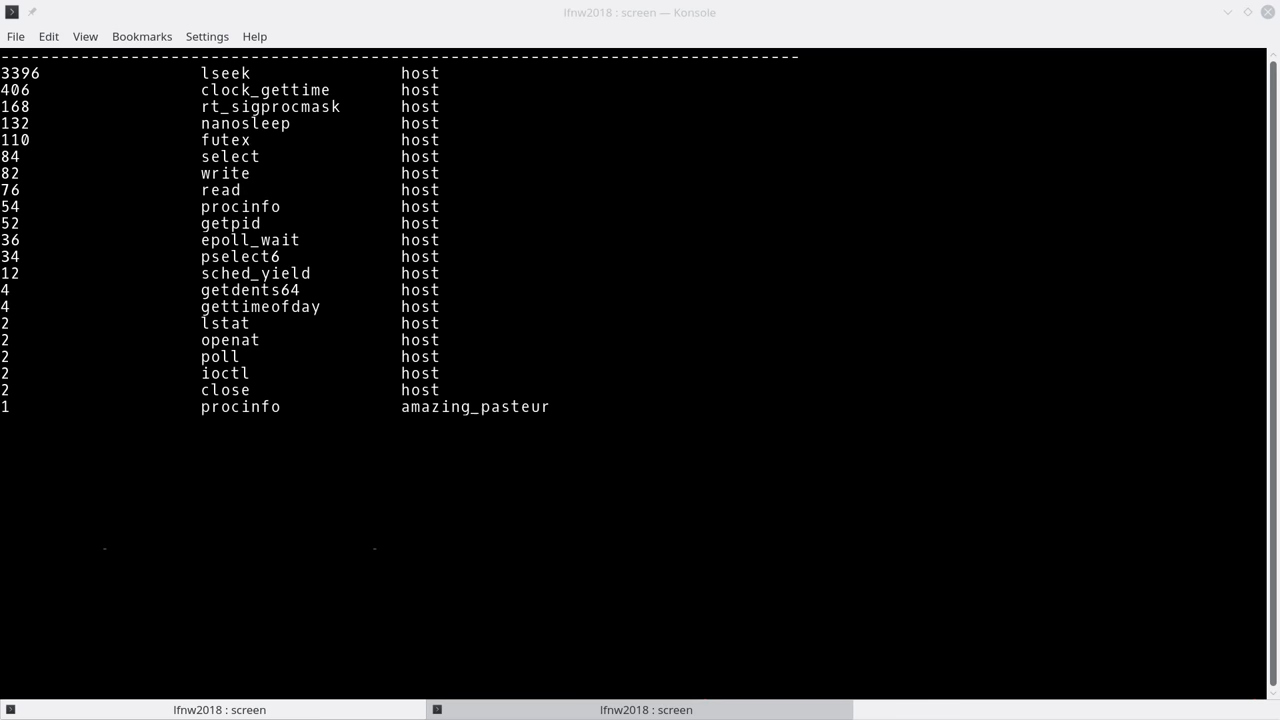 lfnw2018 : screen — Konsole
File Edit View Bookmarks Settings Help
--------------------------------------------------------------------------------
3396 lseek host
406 clock_gettime host
168 rt_sigprocmask host
132 nanosleep host
110 futex host
84 select host
82 write host
76 read host
54 procinfo host
52 getpid host
36 epoll_wait host
34 pselect6 host
12 sched_yield host
4 getdents64 host
4 gettimeofday host
2 lstat host
2 openat host
2 poll host
2 ioctl host
2 close host
1 procinfo amazing_pasteur
lfnw2018 : screen lfnw2018 : screen